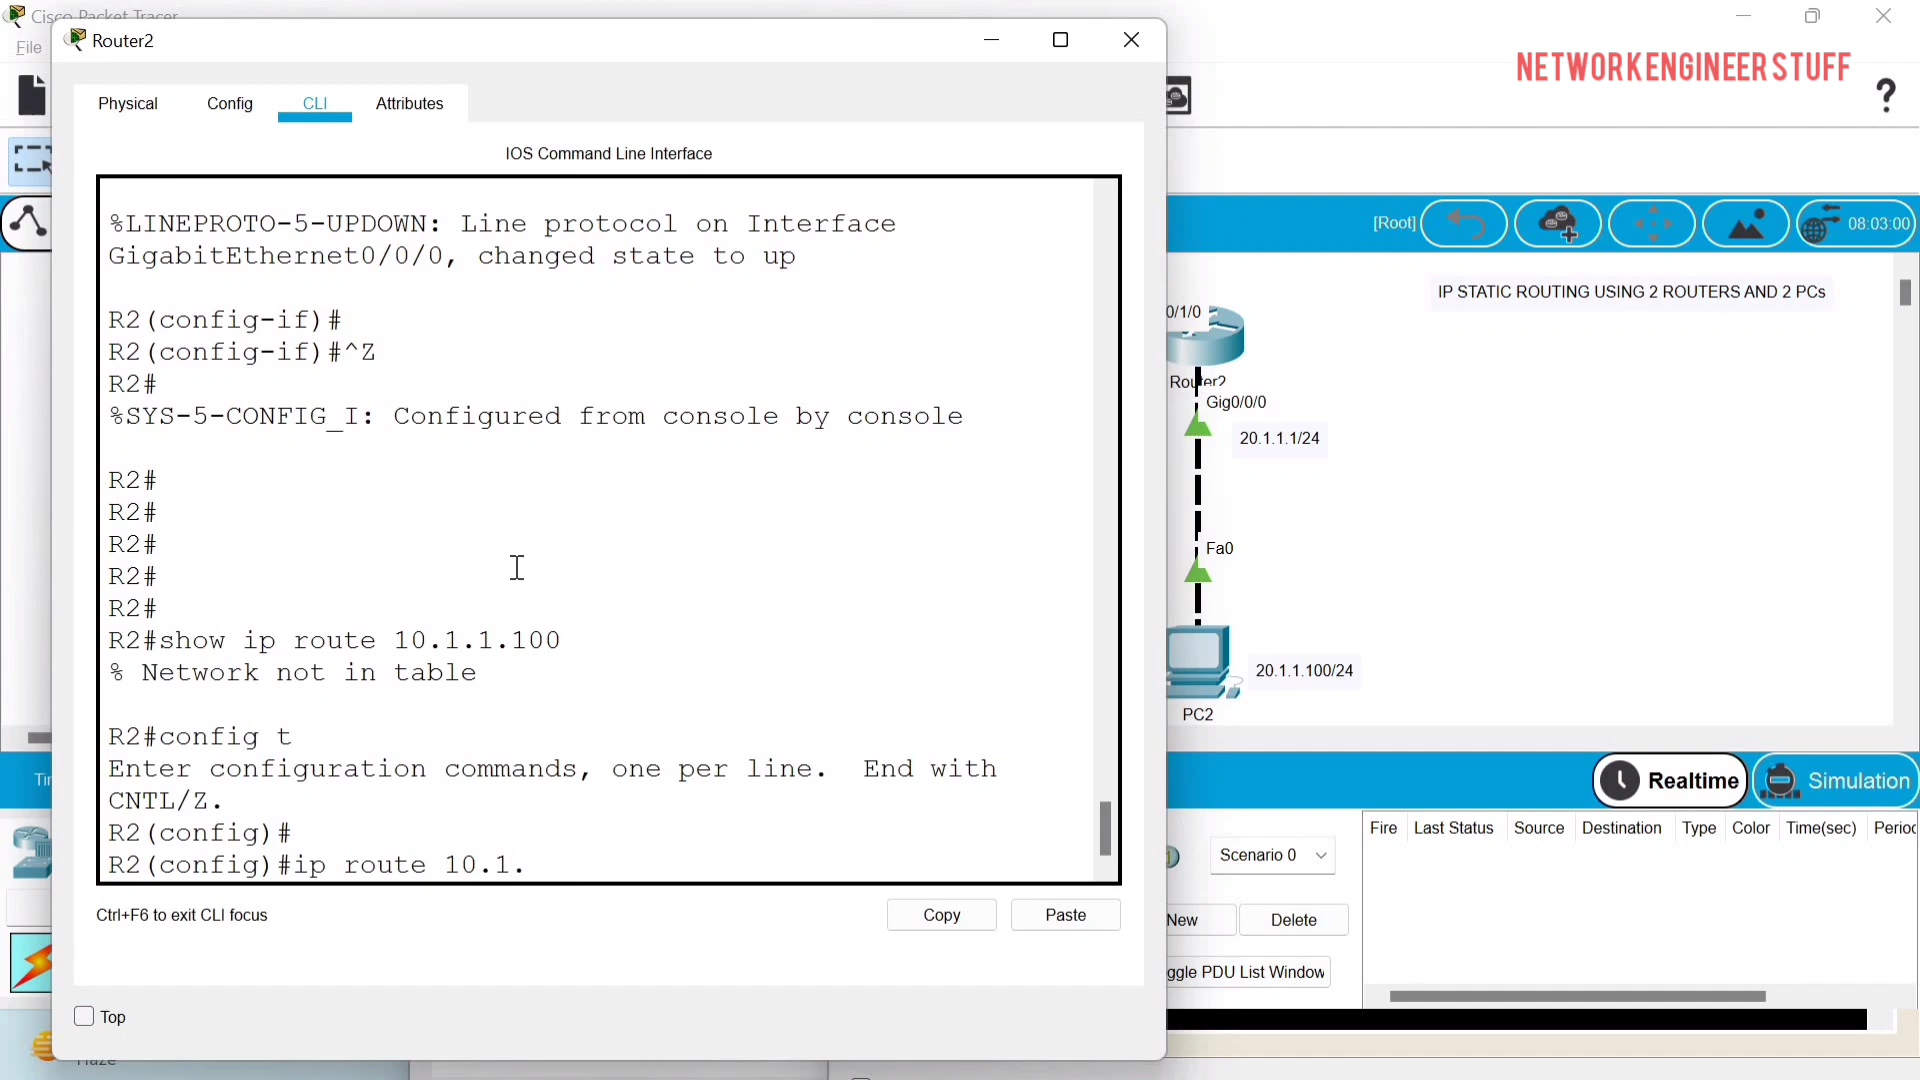 Cisco Packet Tracer
File
Router2
NETWORKENGINEER STUFF
?
Physical
Config
CLI
Attributes
IOS Command Line Interface
%LINEPROTO-5-UPDOWN: Line protocol on Interface
GigabitEthernet0/0/0, changed state to up
R2(config-if)#
R2(config-if)#^Z
R2#
%SYS-5-CONFIG_I: Configured from console by console
R2#
R2#
R2#
R2#
R2#
R2#show ip route 10.1.1.100
% Network not in table
R2#config t
Enter configuration commands, one per line.  End with
CNTL/Z.
R2(config)#
R2(config)#ip route 10.1.
Ctrl+F6 to exit CLI focus
Copy
Paste
Top
[Root]
08:03:00
IP STATIC ROUTING USING 2 ROUTERS AND 2 PCs
0/1/0
Router2
Gig0/0/0
20.1.1.1/24
Fa0
20.1.1.100/24
PC2
Realtime
Simulation
Scenario 0
New
Delete
ggle PDU List Window
Fire
Last Status
Source
Destination
Type
Color
Time(sec)
Perioc
Haze